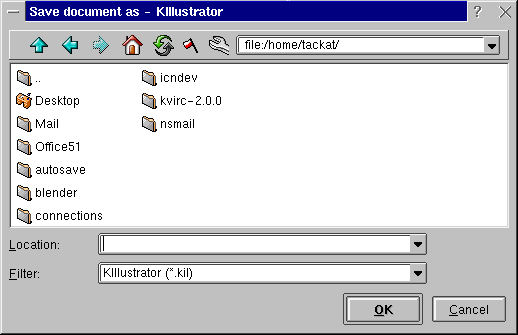 Save document as - KIllustrator
file:/home/tackat/
..
Desktop
Mail
Office51
autosave
blender
connections
icndev
kvirc-2.0.0
nsmail
Location:
Filter:
KIllustrator (*.kil)
OK
Cancel